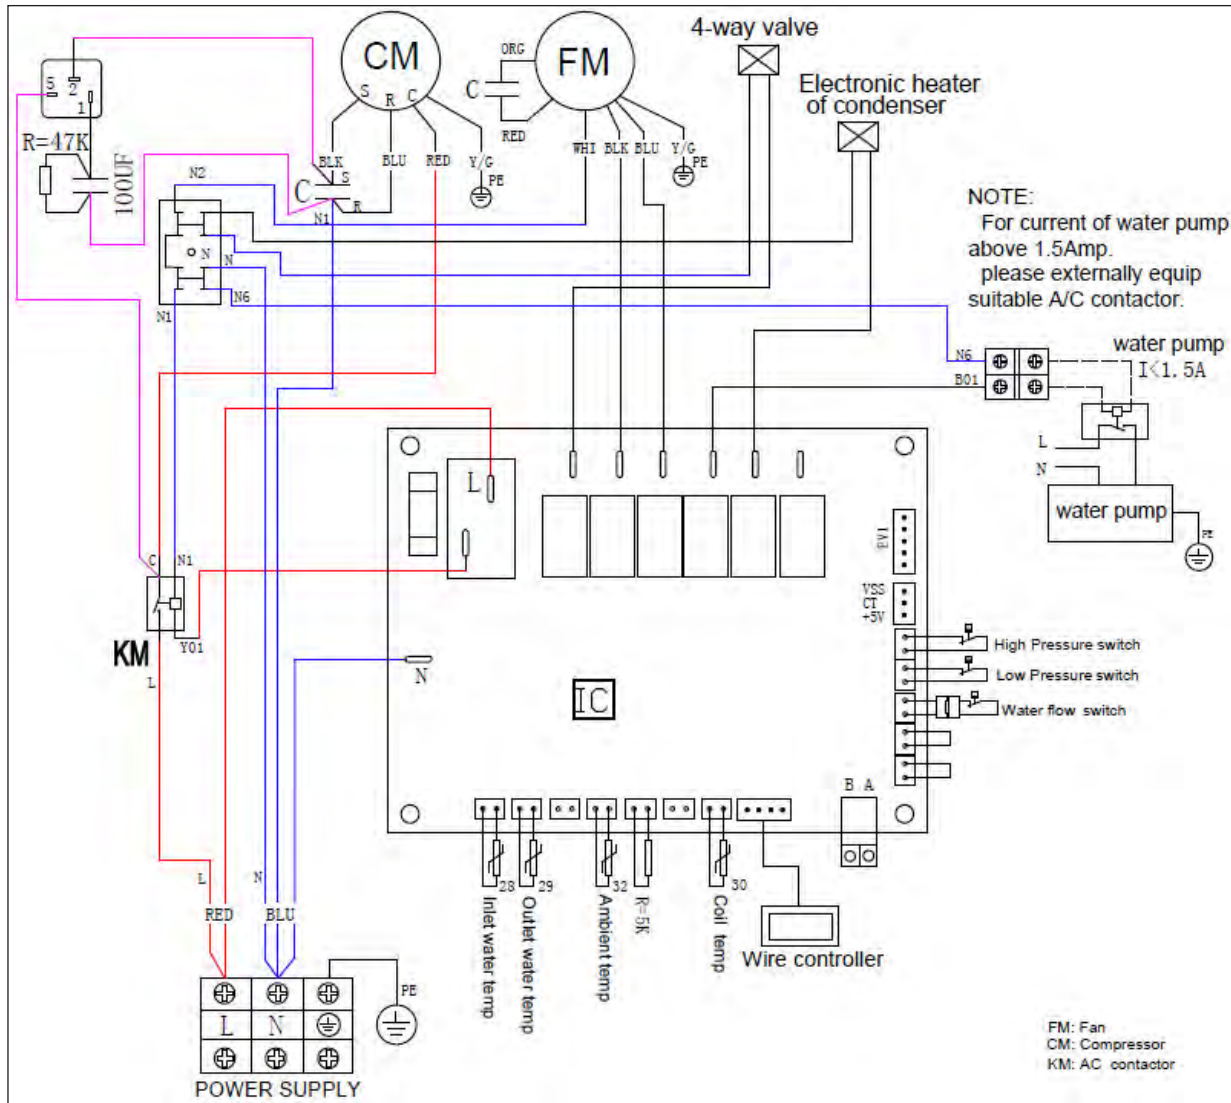 4-way valve
CM
FM
ORG
C
RED
Electronic heater
of condenser
5
2
1
R=47K
100UF
S
R
C
BLK
BLU
RED
Y/G
PE
WHI
BLK
BLU
Y/G
PE
C
S
R
N1
N2
N
N
N6
N1
NOTE:
For current of water pump
above 1.5Amp.
please externally equip
suitable A/C contactor.
N6
B01
water pump
I<1.5A
L
N
water pump
PE
L
EV1
VSS
CT
+5V
C
N1
KM
Y01
L
N
IC
High Pressure switch
Low Pressure switch
Water flow switch
B A
28
29
32
30
Inlet water temp
Outlet water temp
Ambient temp
R=5K
Coil temp
Wire controller
L
N
RED
BLU
PE
L
N
POWER SUPPLY
FM: Fan
CM: Compressor
KM: AC contactor